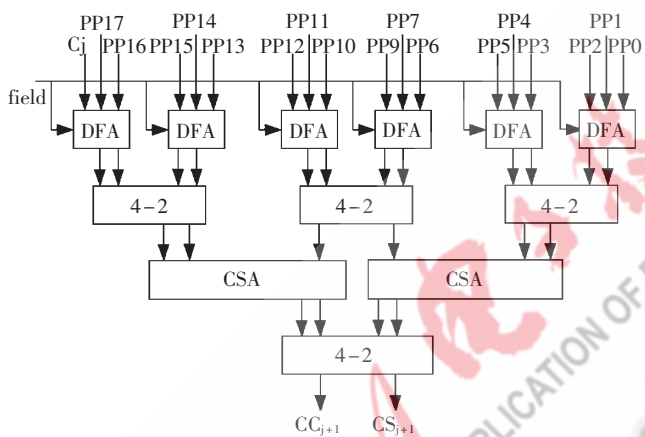 PP17 PP14 PP11 PP7 PP4 PP1
Cj PP16 PP15 PP13 PP12 PP10 PP9 PP6 PP5 PP3 PP2 PP0
field
DFA DFA DFA DFA DFA DFA
4-2 4-2 4-2
CSA CSA
4-2
CCj+1 CSj+1
PLICATION OF